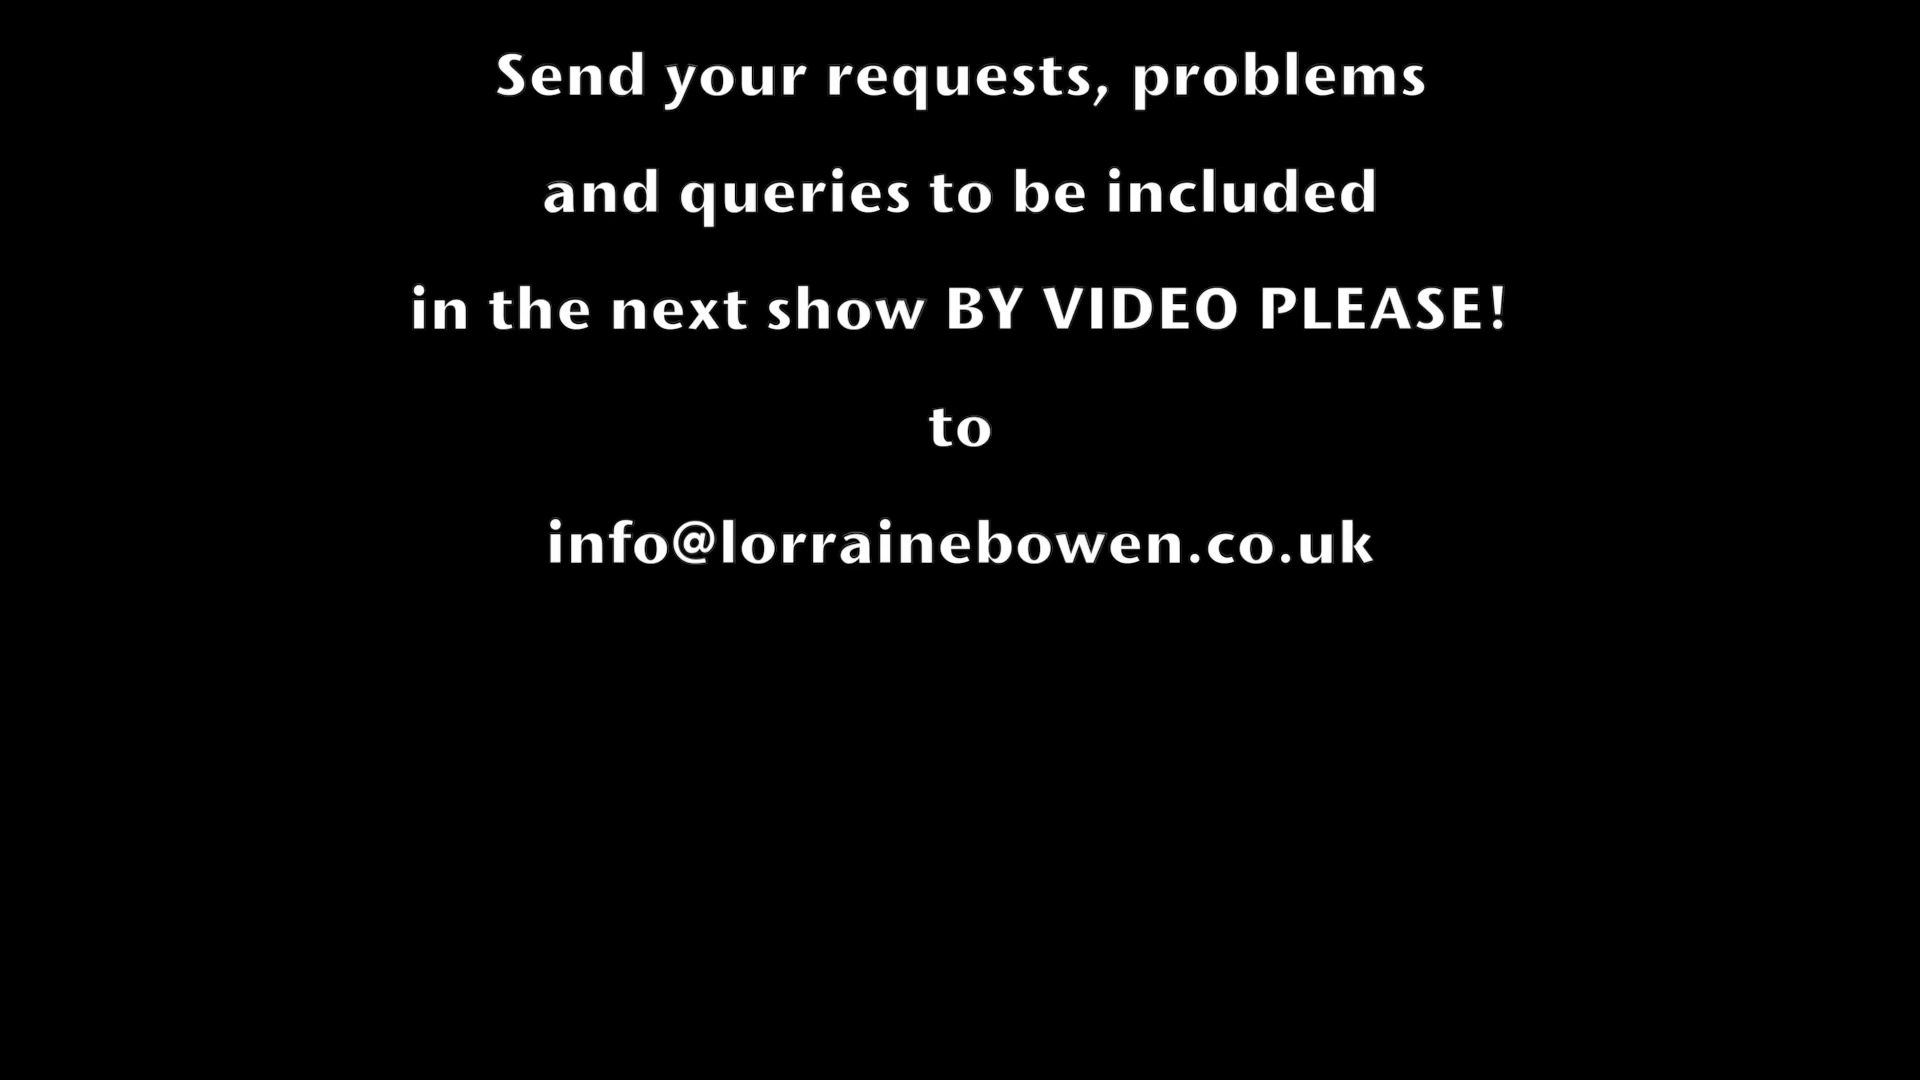 Send your requests, problems
and queries to be included
in the next show BY VIDEO PLEASE!
to
info@lorrainebowen.co.uk